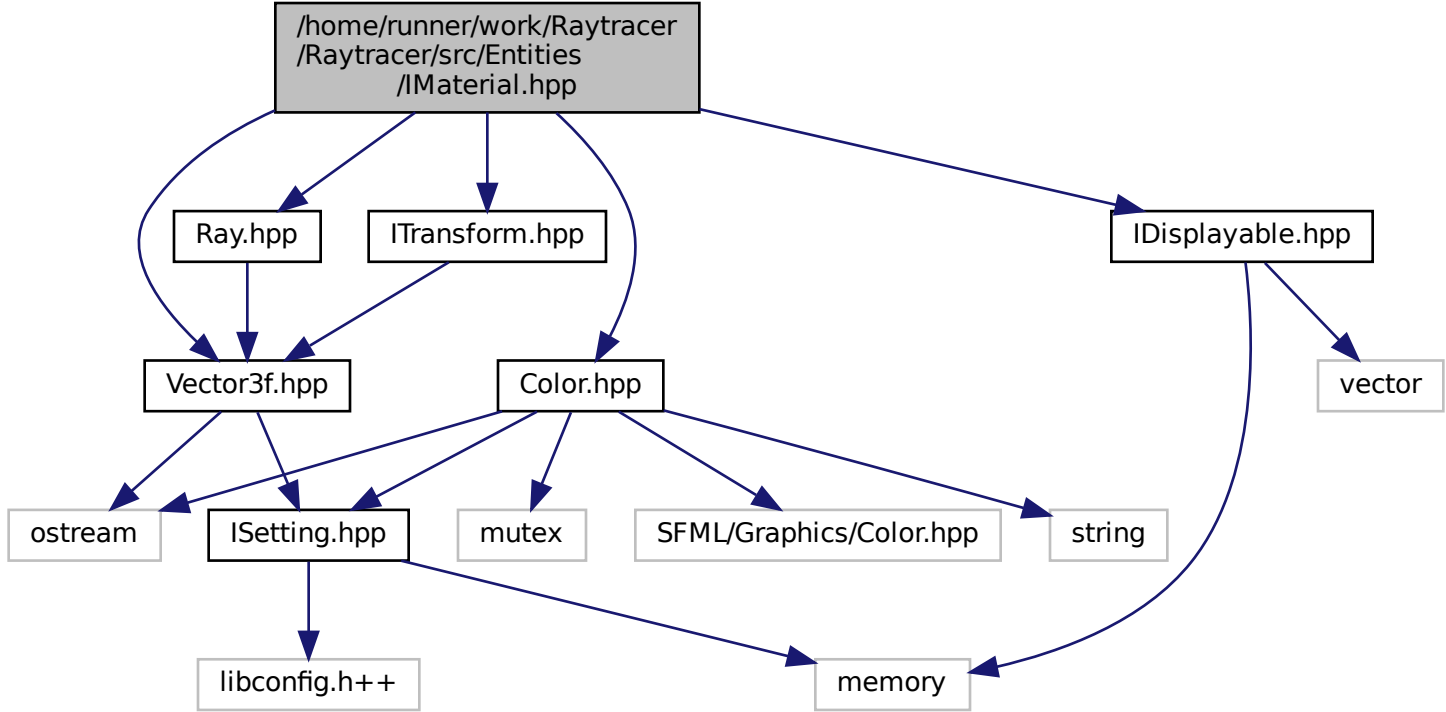 /home/runner/work/Raytracer
/Raytracer/src/Entities
/IMaterial.hpp
Ray.hpp
ITransform.hpp
IDisplayable.hpp
Vector3f.hpp
Color.hpp
vector
ostream
ISetting.hpp
mutex
SFML/Graphics/Color.hpp
string
libconfig.h++
memory